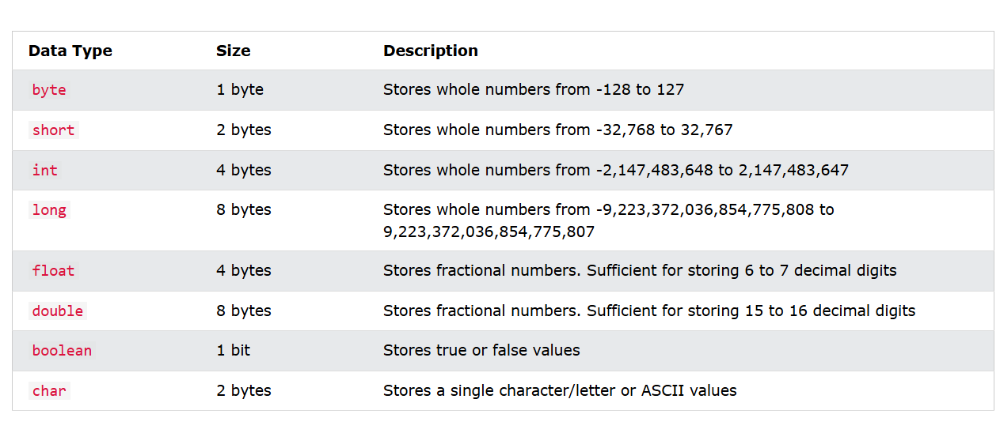 Data Type Size Description
byte 1 byte Stores whole numbers from -128 to 127
short 2 bytes Stores whole numbers from -32,768 to 32,767
int 4 bytes Stores whole numbers from -2,147,483,648 to 2,147,483,647
long 8 bytes Stores whole numbers from -9,223,372,036,854,775,808 to
9,223,372,036,854,775,807
float 4 bytes Stores fractional numbers. Sufficient for storing 6 to 7 decimal digits
double 8 bytes Stores fractional numbers. Sufficient for storing 15 to 16 decimal digits
boolean 1 bit Stores true or false values
char 2 bytes Stores a single character/letter or ASCII values